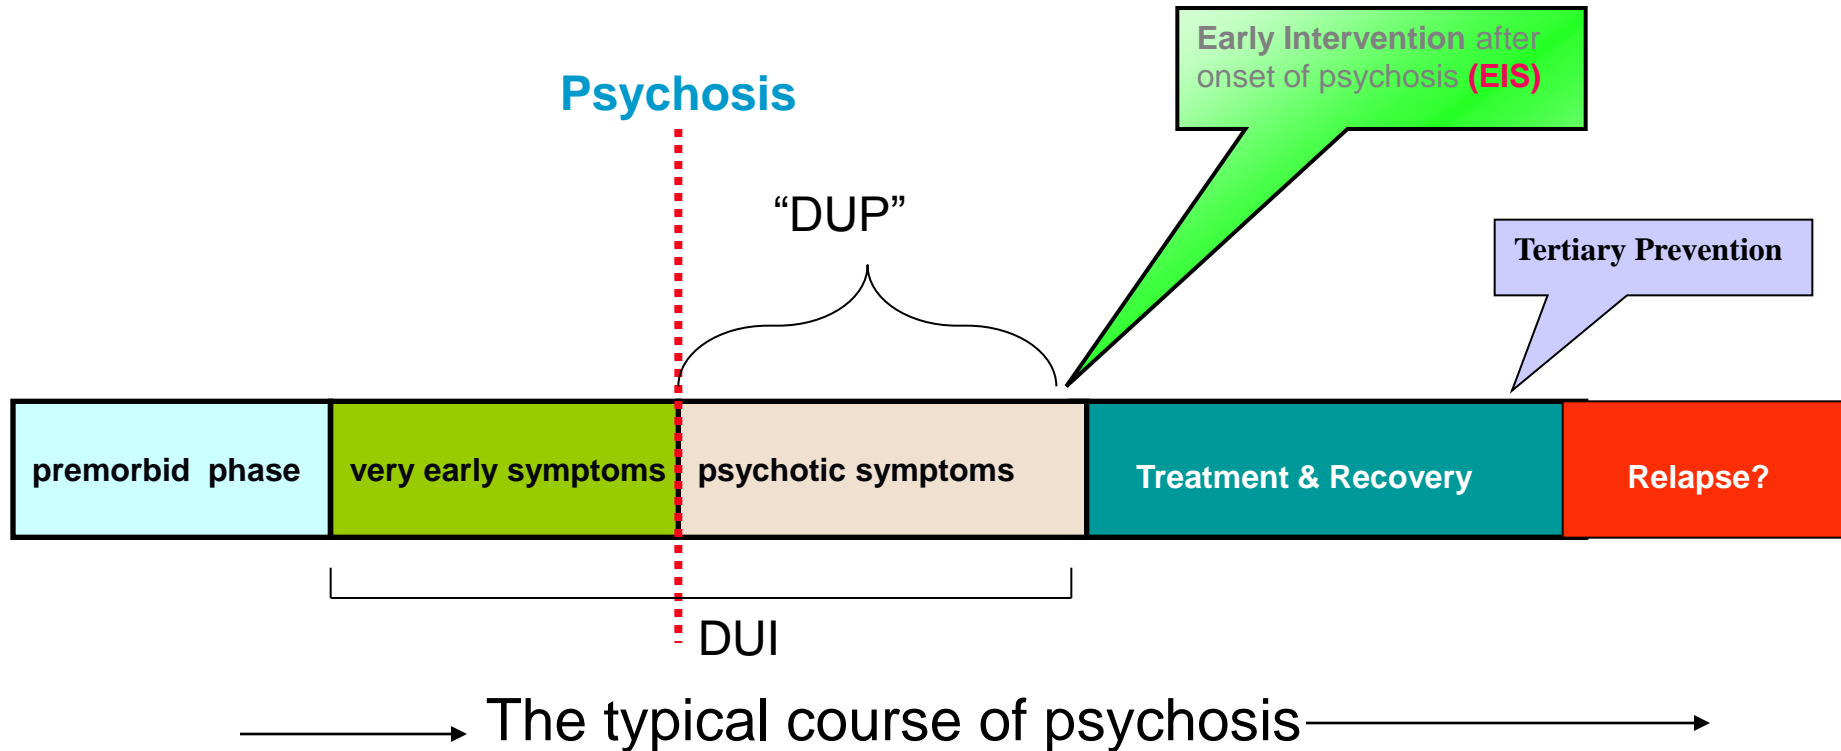 Early Intervention after
onset of psychosis (EIS)
Psychosis
“DUP”
Tertiary Prevention
premorbid phase
very early symptoms
psychotic symptoms
Treatment & Recovery
Relapse?
DUI
The typical course of psychosis